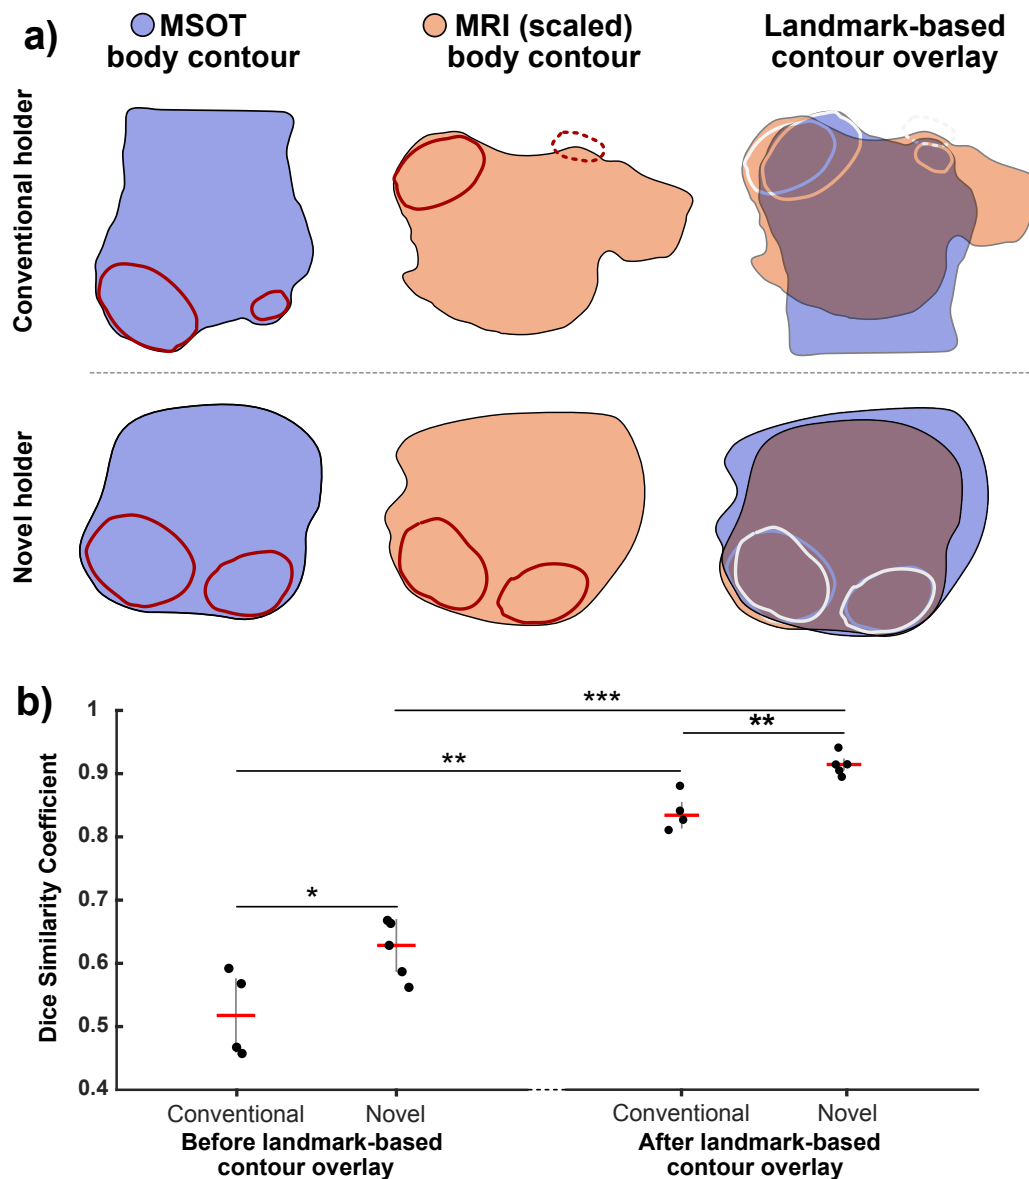 a)
MSOT
body contour
MRI (scaled)
body contour
Landmark-based
contour overlay
Conventional holder
Novel holder
b)
Dice Similarity Coefficient
1
0.9
0.8
0.7
0.6
0.5
0.4
***
**
**
*
Conventional
Novel
Conventional
Novel
Before landmark-based
contour overlay
After landmark-based
contour overlay